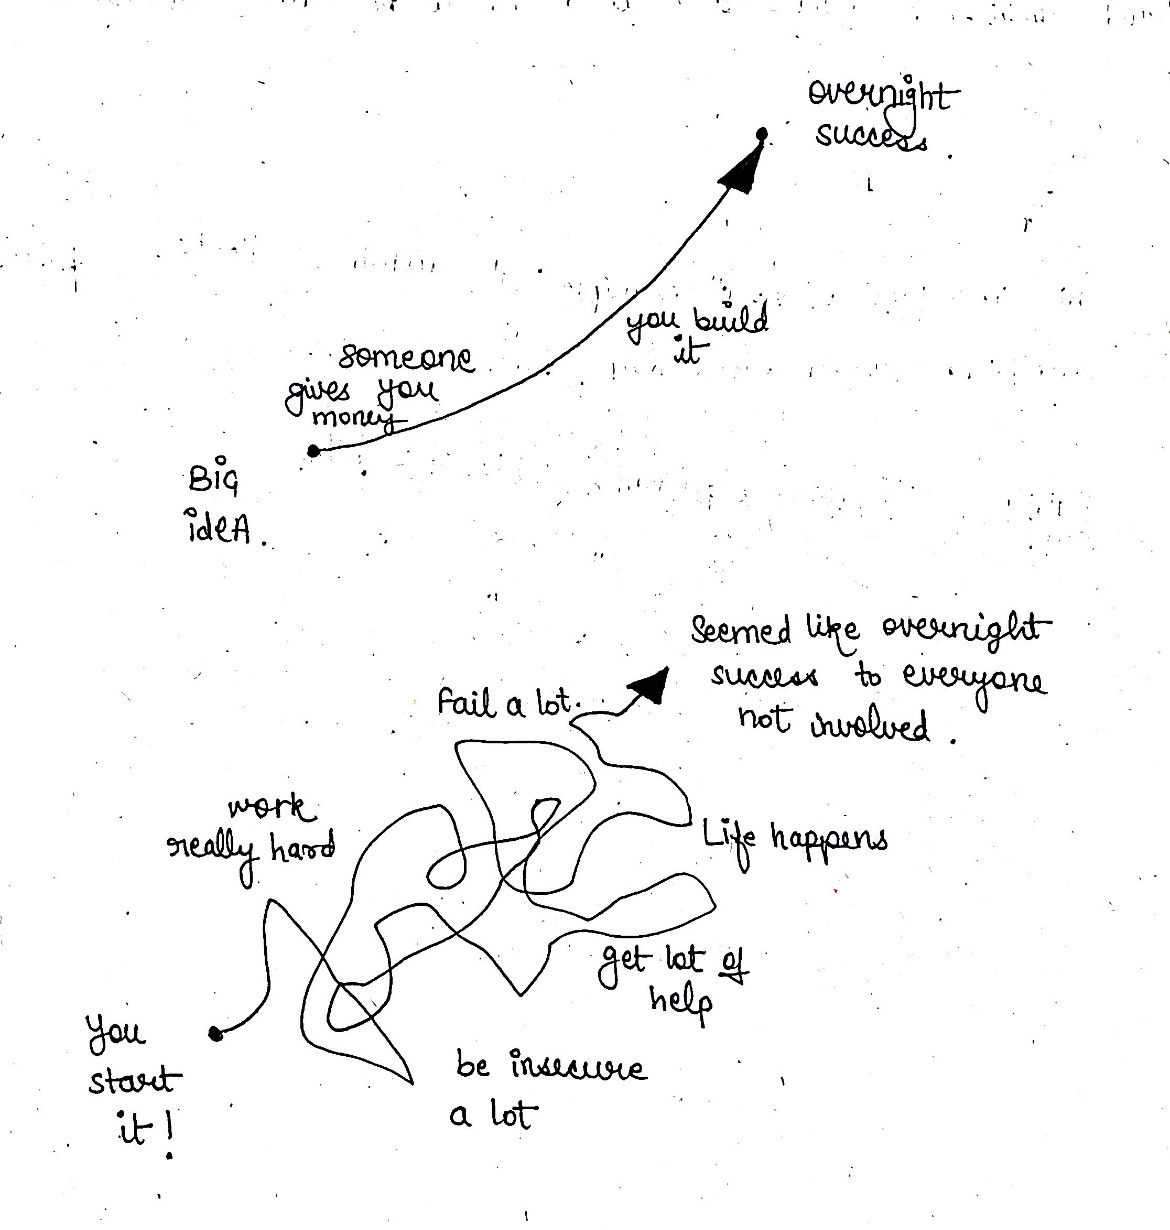 overnight
success.
you build
it
someone
gives you
money
Big
ideA.
Seemed like overnight
success to everyone
not involved.
Fail a lot.
work
really hard
Life happens
get lot of
help
You
start
it!
be insecure
a lot